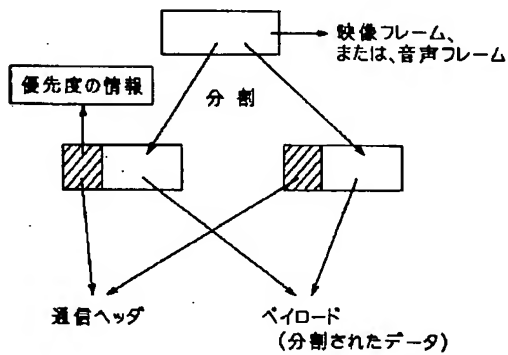 映像フレーム、
または、音声フレーム
優先度の情報
分割
通信ヘッダ
ペイロード
(分割されたデータ)